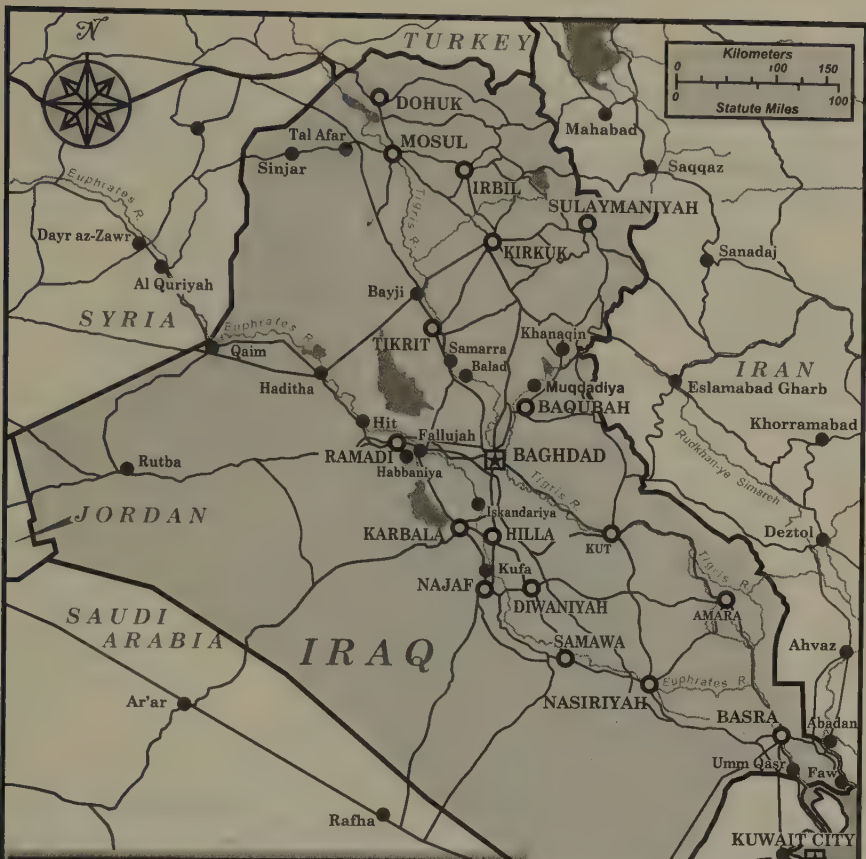 N
TURKEY
Kilometers
0 100 150
0 100
Statute Miles
DOHUK
Mahabad
Tal Afar
MOSUL
Sinjar
Saqqaz
IRBIL
Euphrates R.
Tigris R.
SULAYMANIYAH
Dayr az-Zawr
KIRKUK
Sanadaj
Al Quriyah
Bayji
SYRIA
Euphrates R.
Khanaqin
Qaim
TIKRIT
Samarra
IRAN
Haditha
Balad
Muqdadiya
Eslamabad Gharb
BAQUBAH
Hit
Khorramabad
Fallujah
RAMADI
BAGHDAD
Rutba
Habbaniya
Rudkhan-ye Simareh
Tigris R.
Iskandariya
JORDAN
KARBALA
HILLA
KUT
Deztol
Kufa
Tigris R.
NAJAF
DIWANIYAH
AMARA
SAUDI
ARABIA
IRAQ
SAMAWA
Ahvaz
Euphrates R.
Ar'ar
NASIRIYAH
BASRA
Abadan
Umm Qasr
Faw
Rafha
KUWAIT CITY